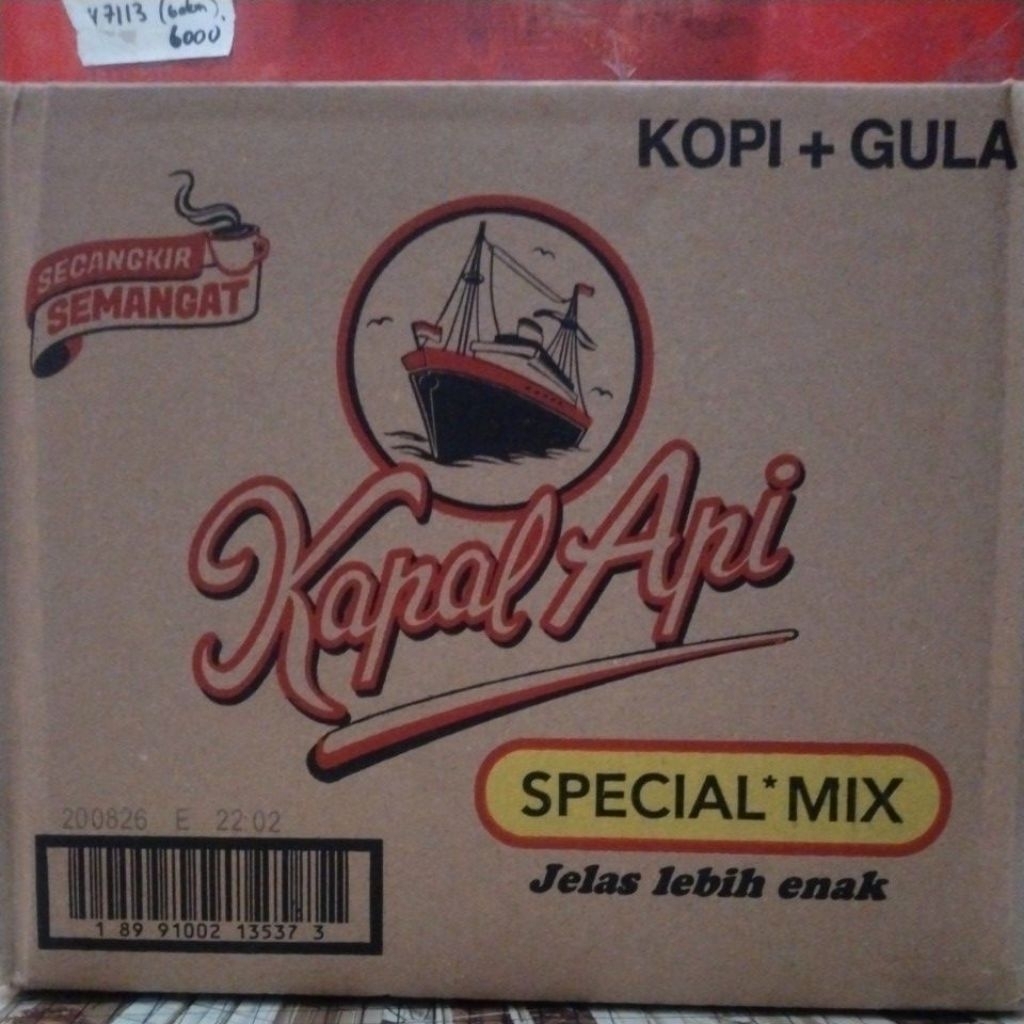 6000
KOPI + GULA
SECANGKIR
SEMANGAT
Kapal Api
SPECIAL* MIX
Jelas lebih enak
200826 E 22:02
1 89 91002 13537 3